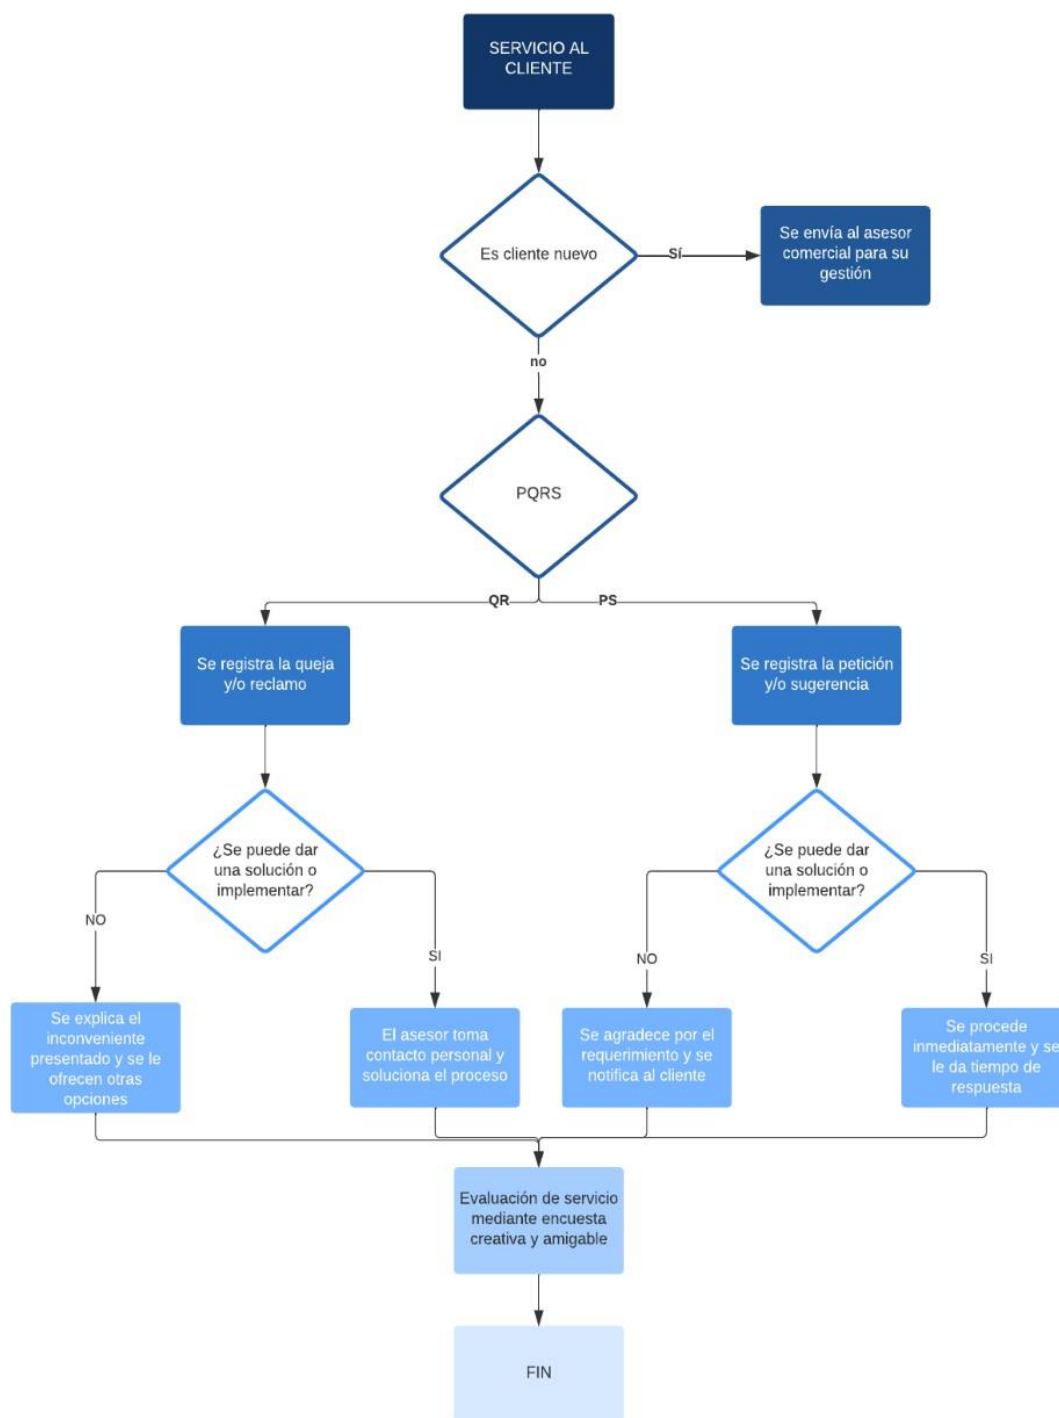 SERVICIO AL
CLIENTE
Es cliente nuevo
Sí
Se envía al asesor
comercial para su
gestión
no
PQRS
QR
PS
Se registra la queja
y/o reclamo
Se registra la petición
y/o sugerencia
¿Se puede dar
una solución o
implementar?
¿Se puede dar
una solución o
implementar?
NO
SI
NO
SI
Se explica el
inconveniente
presentado y se le
ofrecen otras
opciones
El asesor toma
contacto personal y
soluciona el proceso
Se agradece por el
requerimiento y se
notifica al cliente
Se procede
inmediatamente y se
le da tiempo de
respuesta
Evaluación de servicio
mediante encuesta
creativa y amigable
FIN